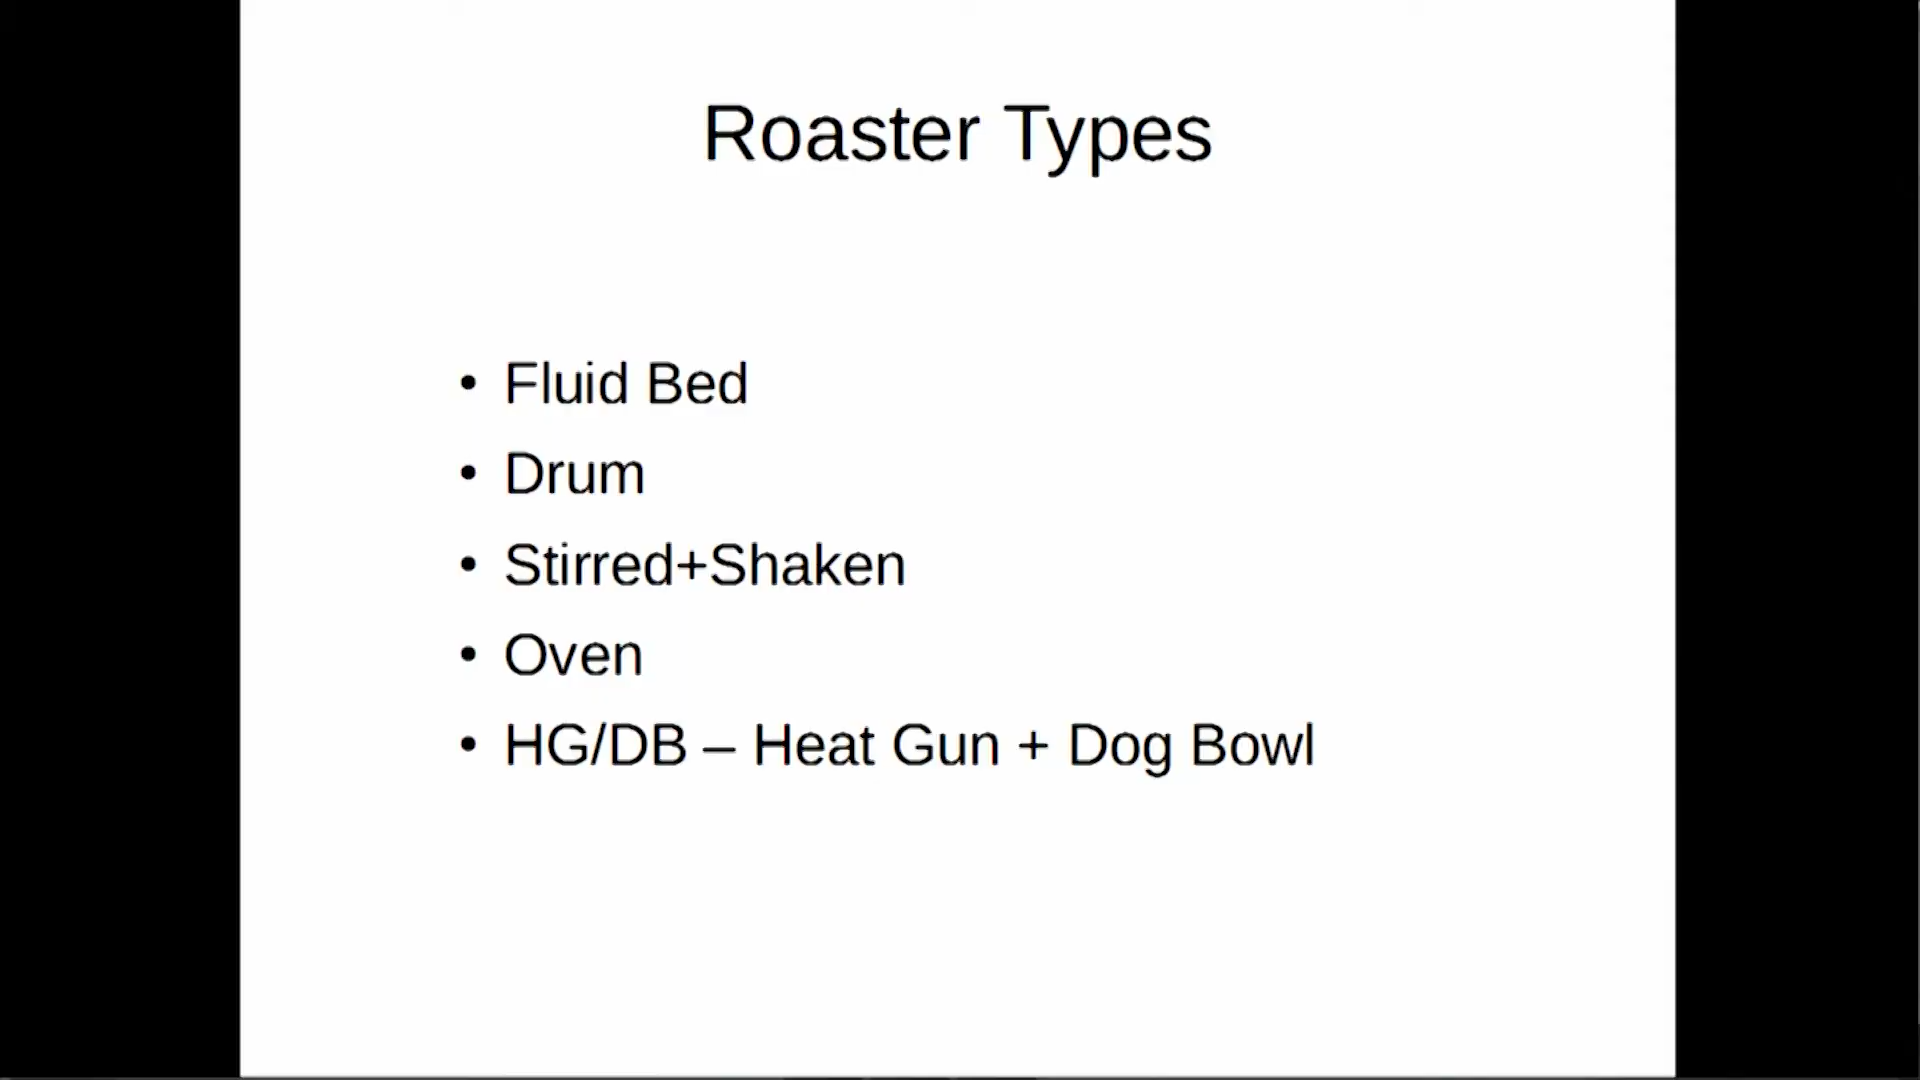 Roaster Types
• Fluid Bed
• Drum
• Stirred+Shaken
• Oven
• HG/DB – Heat Gun + Dog Bowl